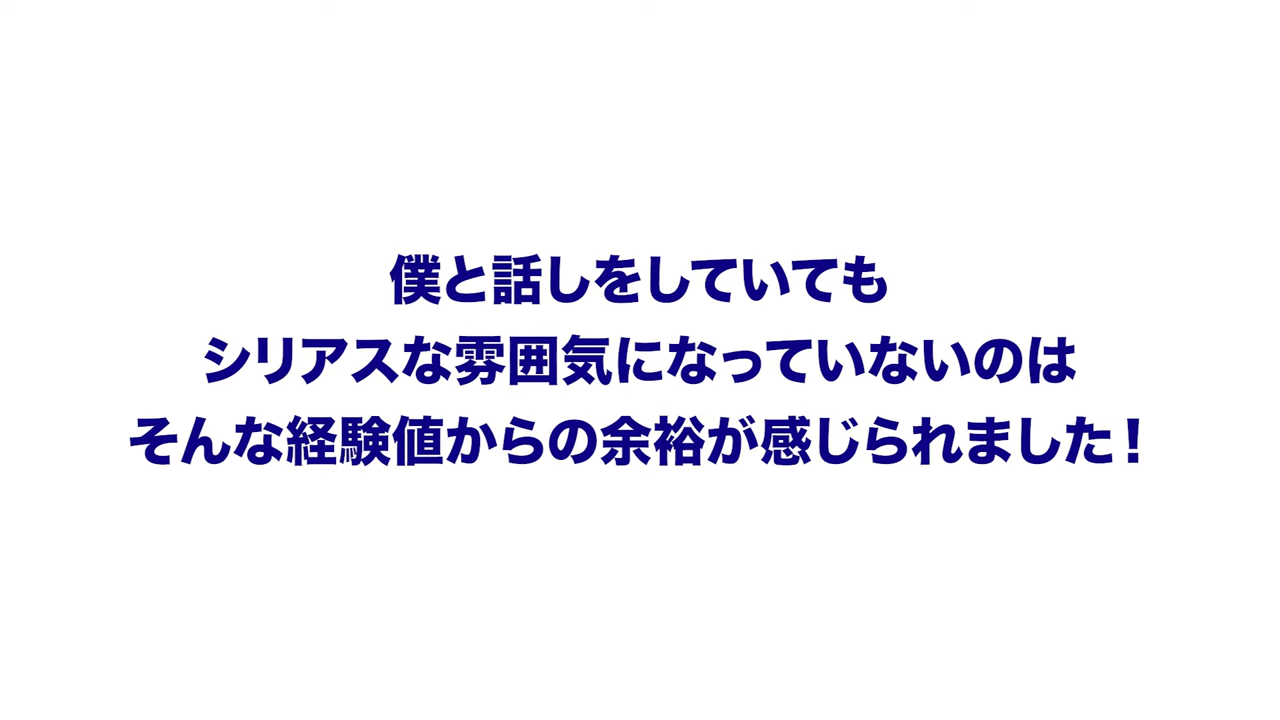 僕と話しをしていても
シリアスな雰囲気になっていないのは
そんな経験値からの余裕が感じられました！